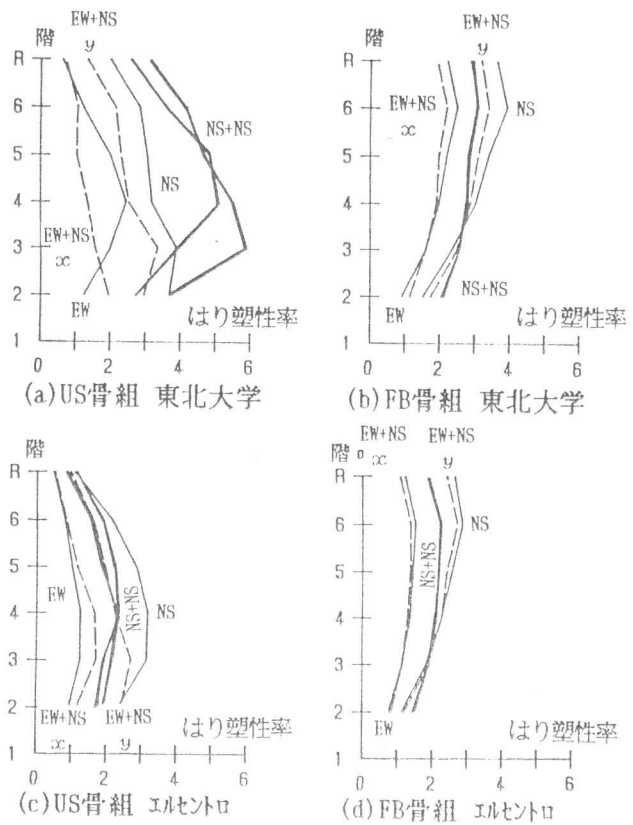 EW+NS
階 y
R
6
5
4
3
2
1
NS+NS
NS
EW+NS
x
EW
はり塑性率
0 2 4 6
(a)US骨組 東北大学
EW+NS
階 y
R
6
5
4
3
2
1
EW+NS
x
NS
NS+NS
EW
はり塑性率
0 2 4 6
(b)FB骨組 東北大学
階
R
6
5
4
3
2
1
EW
NS+NS
NS
EW+NS
x
EW+NS
y
はり塑性率
0 2 4 6
(c)US骨組 エルセントロ
EW+NS
x
EW+NS
y
階
R
6
5
4
3
2
1
NS
NS+NS
EW
はり塑性率
0 2 4 6
(d)FB骨組 エルセントロ